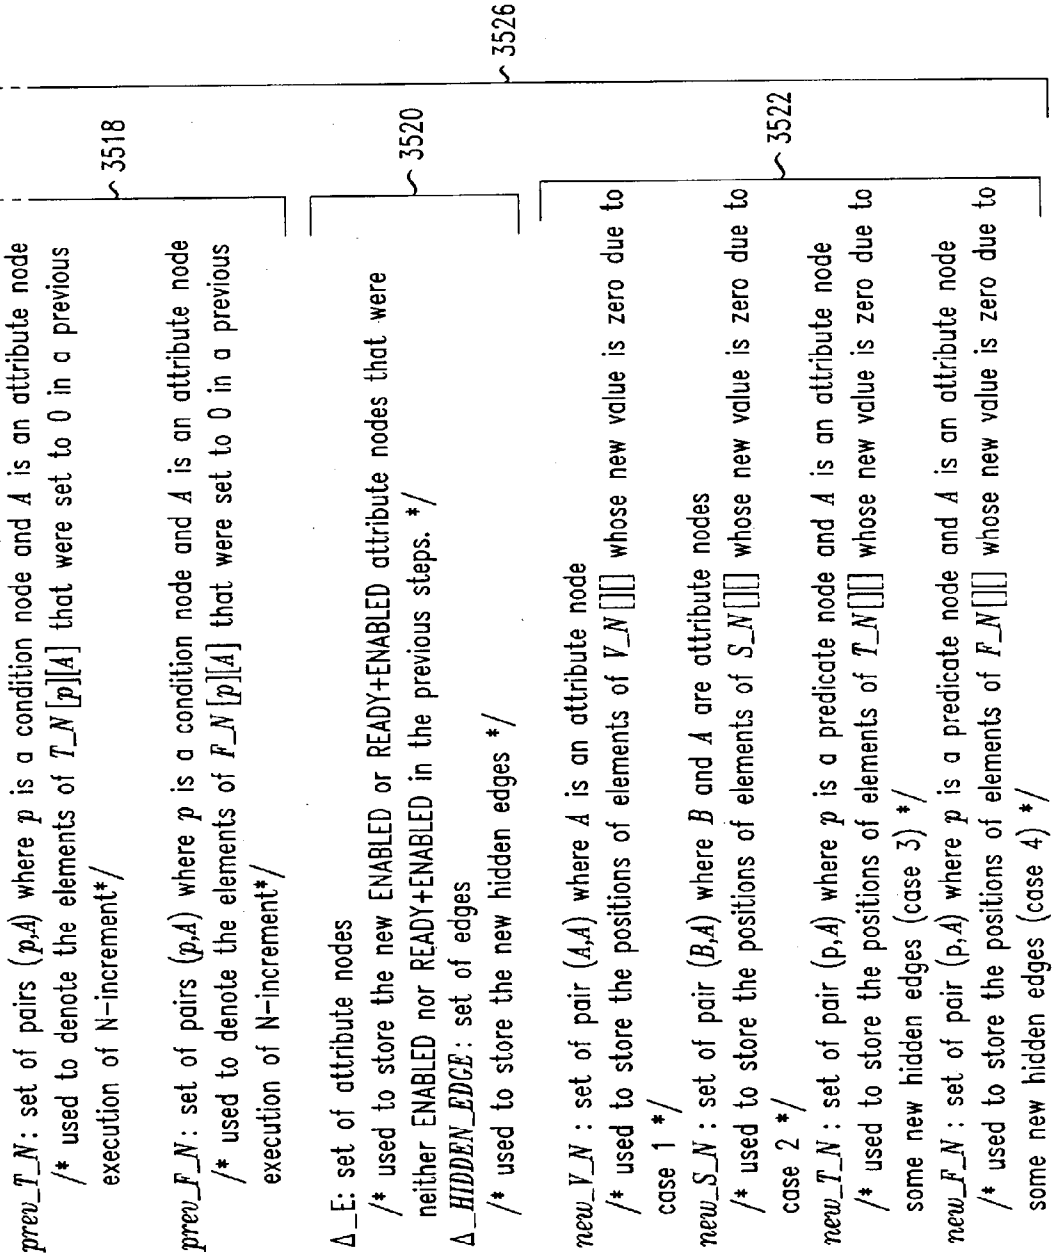 prev_T_N: set of pairs (p,A) where p is a condition node and A is an attribute node
/* used to denote the elements of T_N[p][A] that were set to 0 in a previous
execution of N-increment*/
3518
prev_F_N: set of pairs (p,A) where p is a condition node and A is an attribute node
/* used to denote the elements of F_N[p][A] that were set to 0 in a previous
execution of N-increment*/
Δ_E: set of attribute nodes
/* used to store the new ENABLED or READY+ENABLED attribute nodes that were
neither ENABLED nor READY+ENABLED in the previous steps. */
3520
Δ_HIDDEN_EDGE: set of edges
/* used to store the new hidden edges */
3526
new_V_N : set of pair (A,A) where A is an attribute node
/* used to store the positions of elements of V_N[][] whose new value is zero due to
case 1 */
new_S_N : set of pair (B,A) where B and A are attribute nodes
/* used to store the positions of elements of S_N[][] whose new value is zero due to
case 2 */
3522
new_T_N : set of pair (p,A) where p is a predicate node and A is an attribute node
/* used to store the positions of elements of T_N[][] whose new value is zero due to
some new hidden edges (case 3) */
new_F_N : set of pair (p,A) where p is a predicate node and A is an attribute node
/* used to store the positions of elements of F_N[][] whose new value is zero due to
some new hidden edges (case 4) */